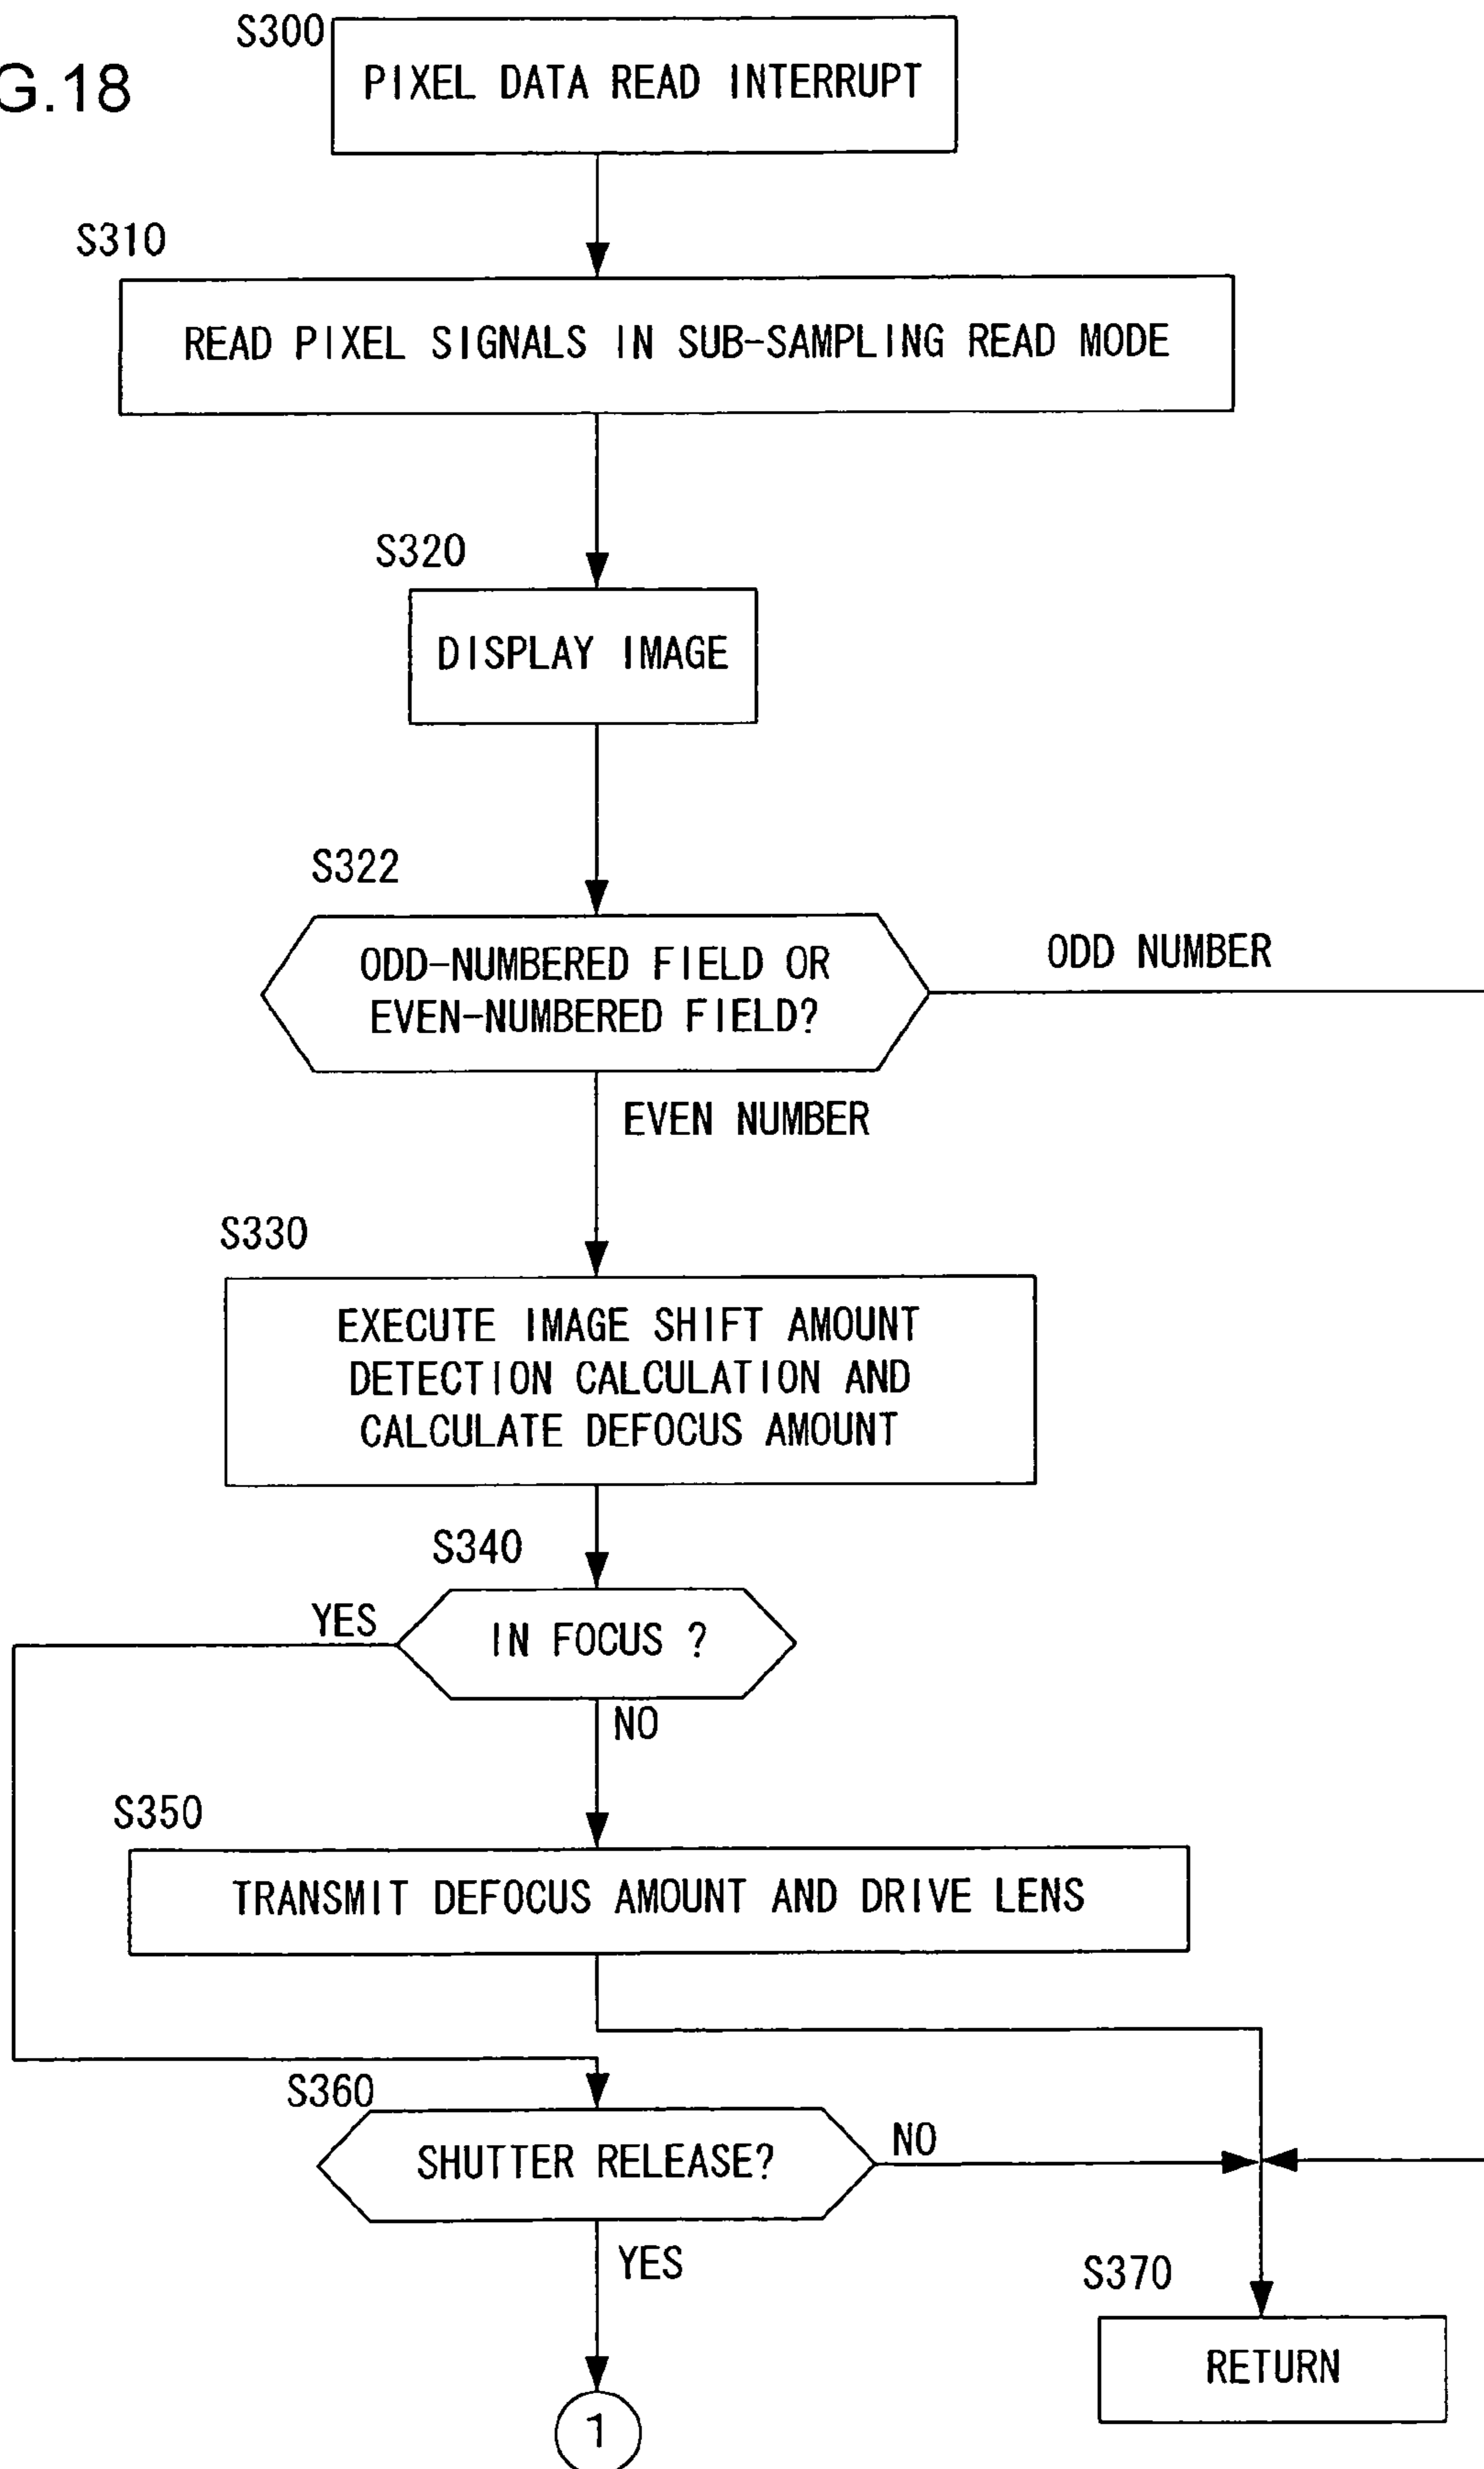 G.18
S300
PIXEL DATA READ INTERRUPT
S310
READ PIXEL SIGNALS IN SUB-SAMPLING READ MODE
S320
DISPLAY IMAGE
S322
ODD-NUMBERED FIELD OR
EVEN-NUMBERED FIELD?
ODD NUMBER
EVEN NUMBER
S330
EXECUTE IMAGE SHIFT AMOUNT
DETECTION CALCULATION AND
CALCULATE DEFOCUS AMOUNT
S340
YES
IN FOCUS ?
NO
S350
TRANSMIT DEFOCUS AMOUNT AND DRIVE LENS
S360
SHUTTER RELEASE?
NO
YES
S370
RETURN
1